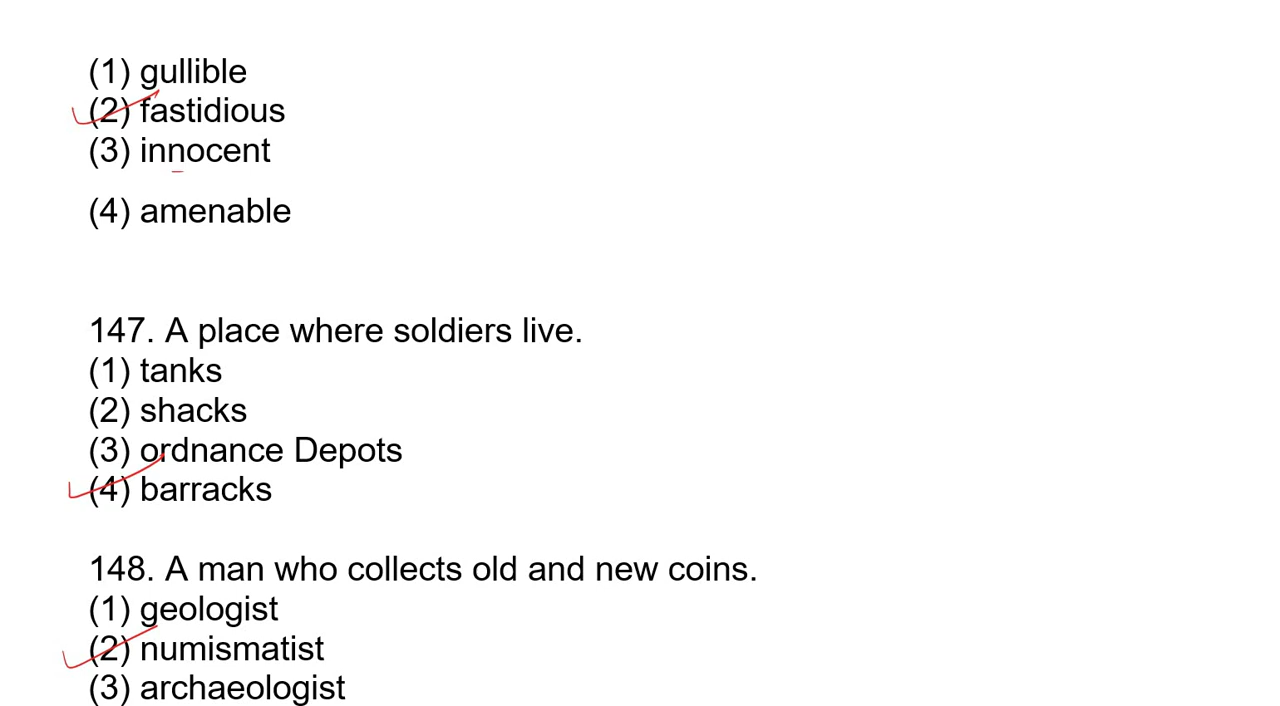 (1) gullible
(2) fastidious
(3) innocent
(4) amenable
147. A place where soldiers live.
(1) tanks
(2) shacks
(3) ordnance Depots
(4) barracks
148. A man who collects old and new coins.
(1) geologist
(2) numismatist
(3) archaeologist